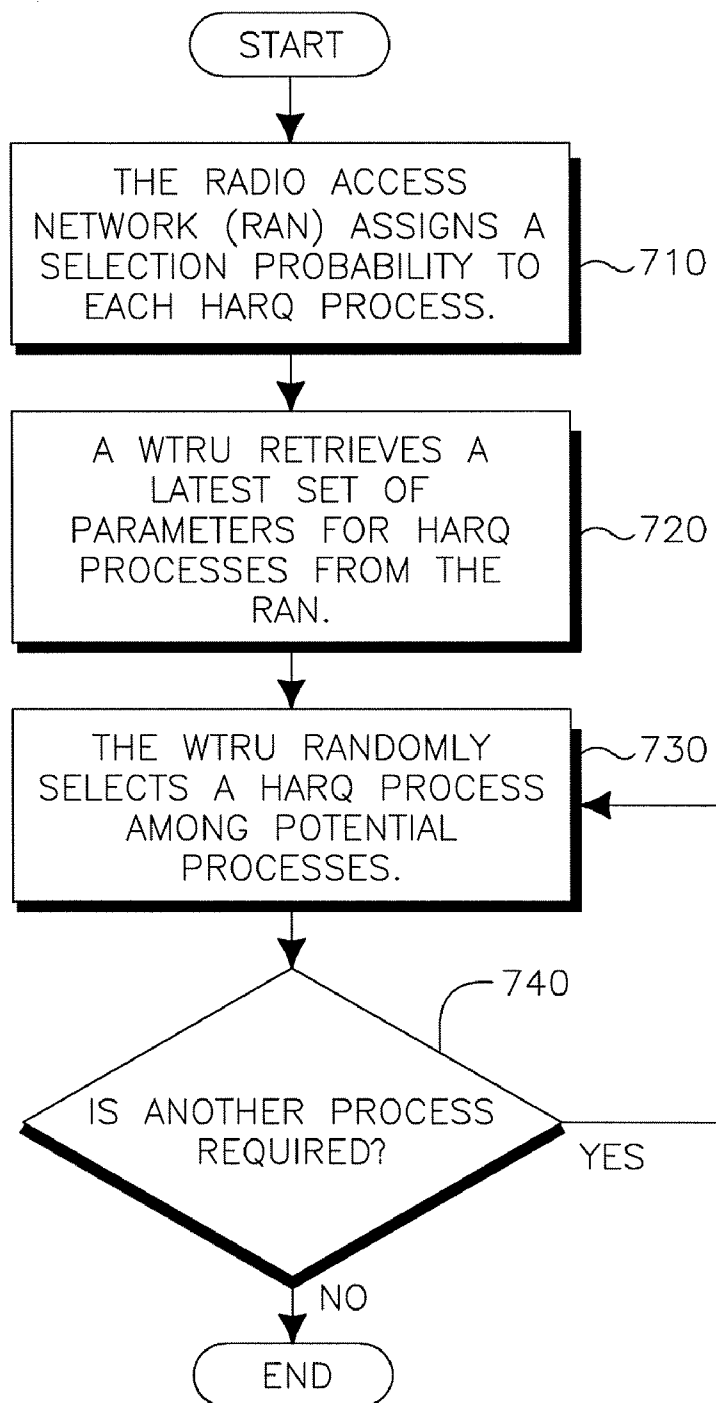 START
THE RADIO ACCESS
NETWORK (RAN) ASSIGNS A
SELECTION PROBABILITY TO
EACH HARQ PROCESS.
710
A WTRU RETRIEVES A
LATEST SET OF
PARAMETERS FOR HARQ
PROCESSES FROM THE
RAN.
720
THE WTRU RANDOMLY
SELECTS A HARQ PROCESS
AMONG POTENTIAL
PROCESSES.
730
740
IS ANOTHER PROCESS
REQUIRED?
YES
NO
END